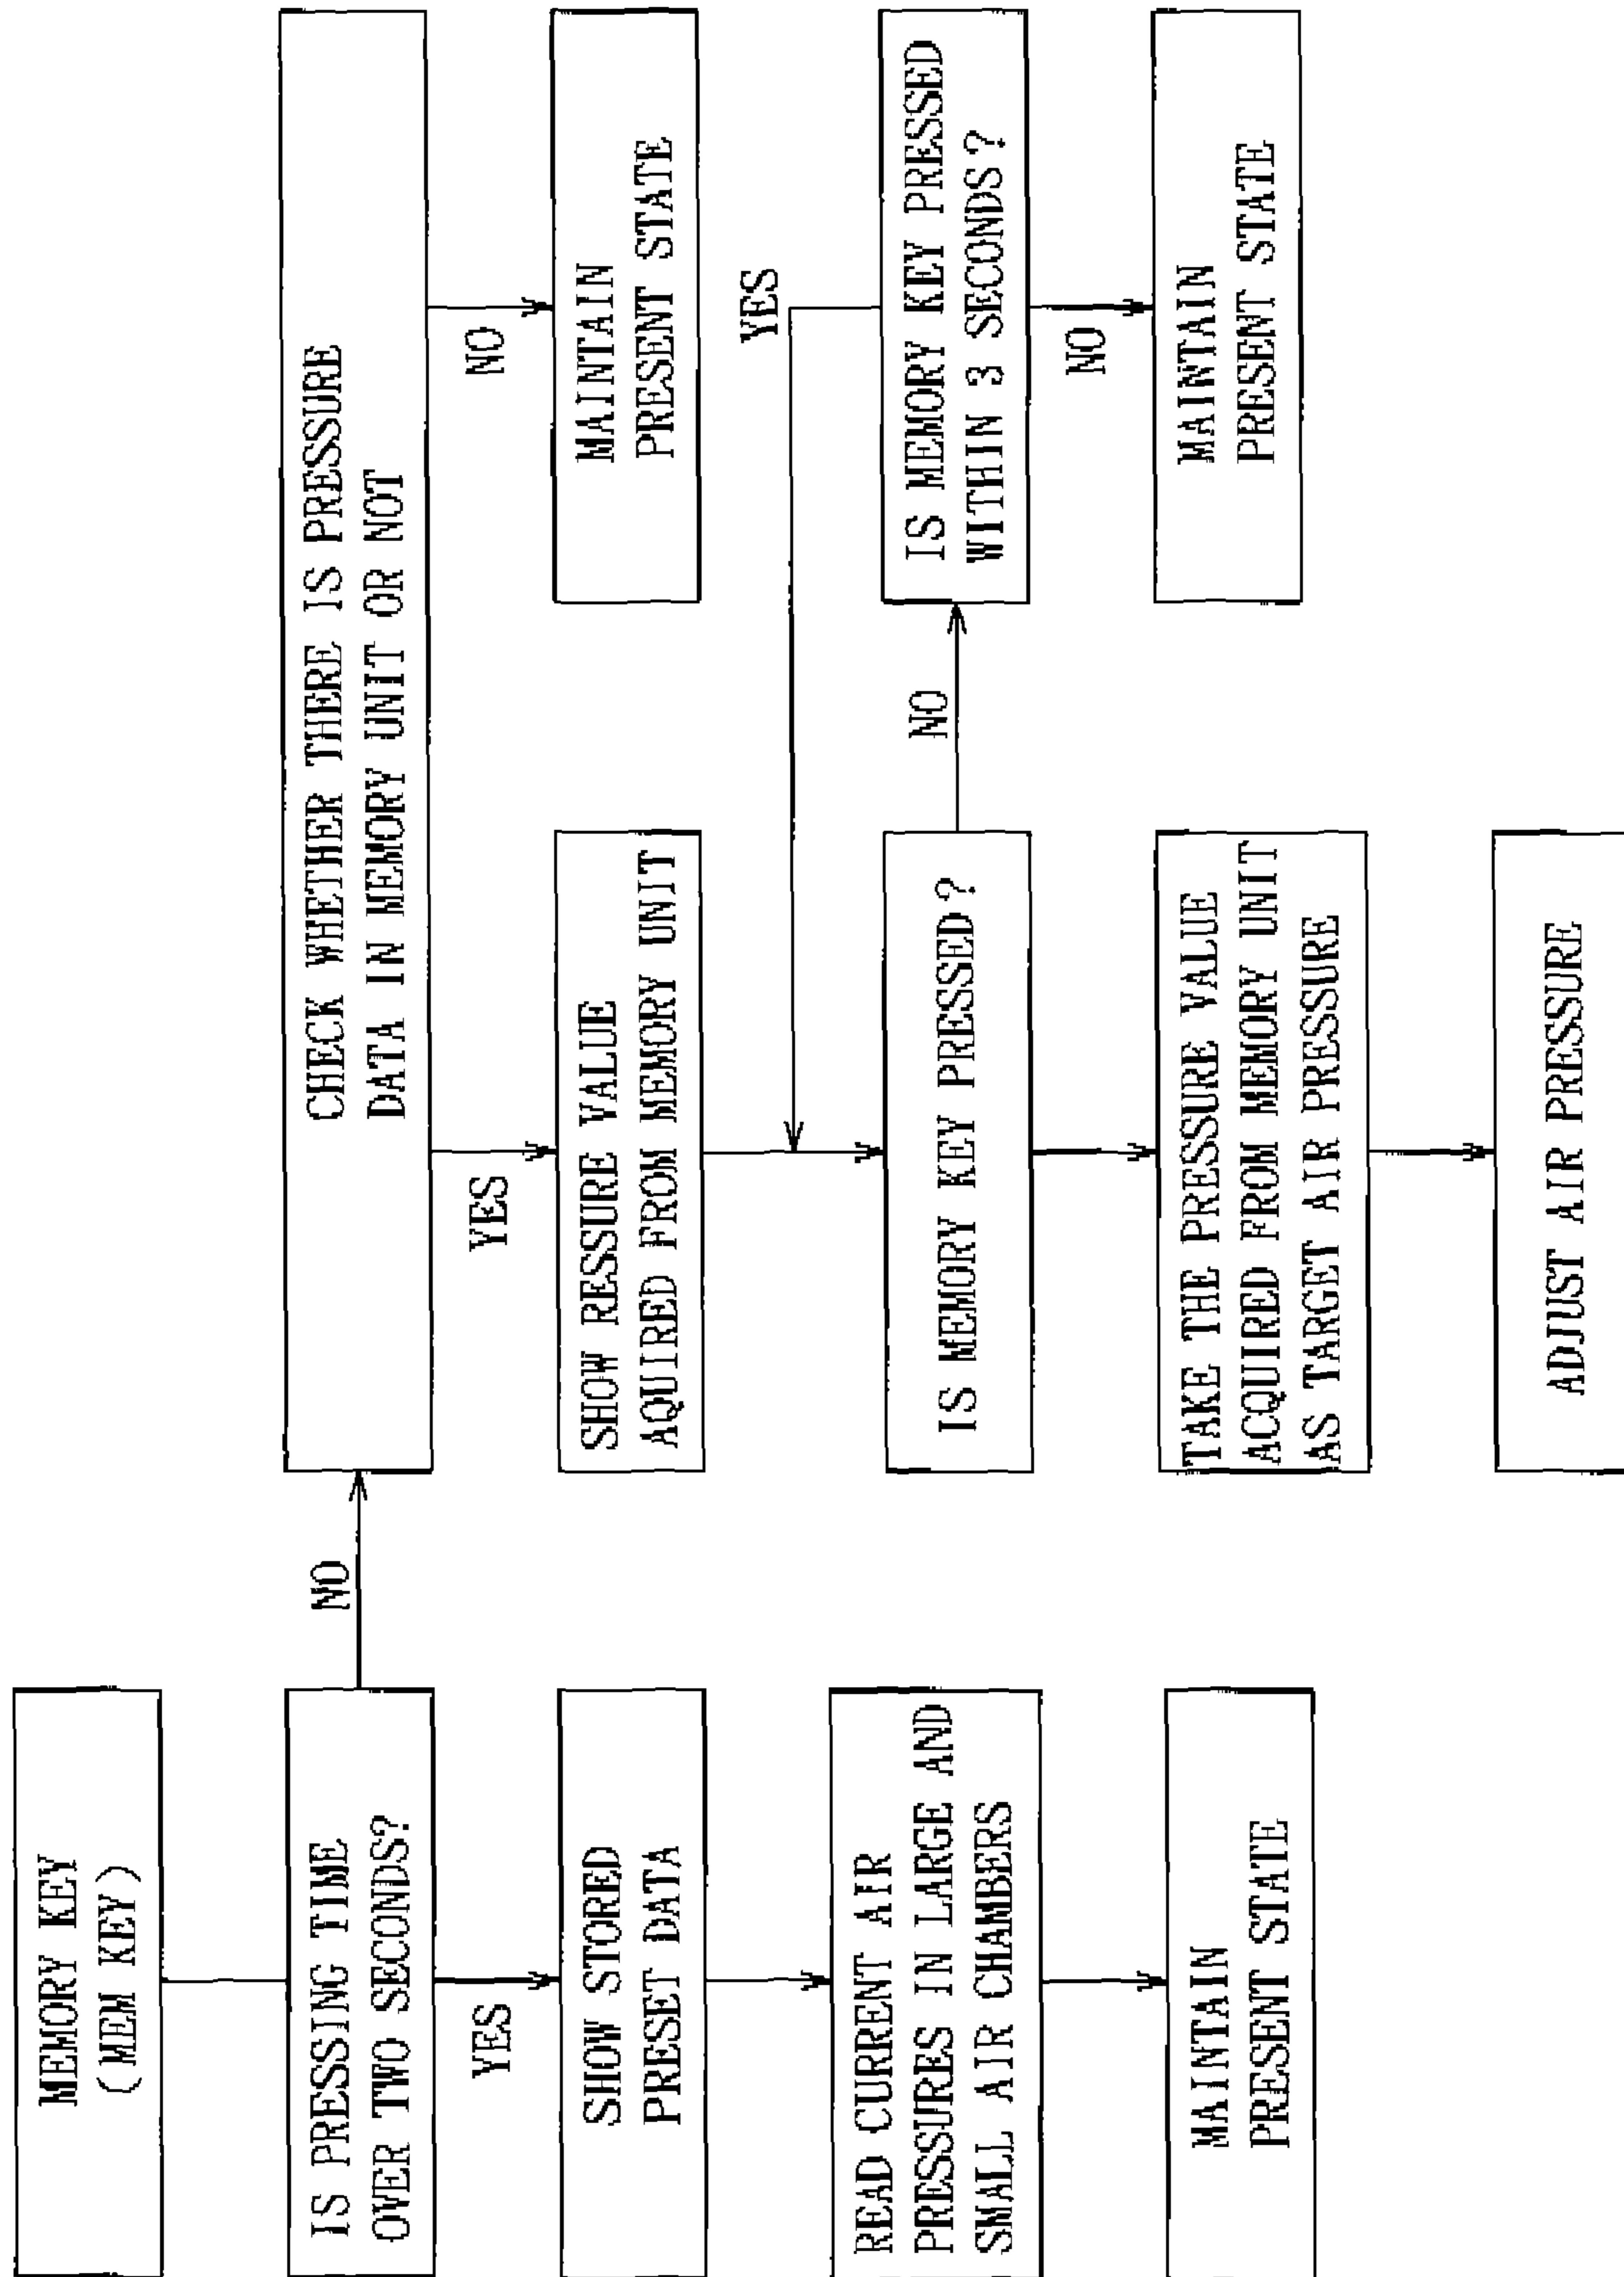 MEMORY KEY
(MEM KEY)
IS PRESSING TIME
OVER TWO SECONDS?
NO
YES
SHOW STORED
PRESET DATA
READ CURRENT AIR
PRESSURES IN LARGE AND
SMALL AIR CHAMBERS
MAINTAIN
PRESENT STATE
CHECK WHETHER THERE IS PRESSURE
DATA IN MEMORY UNIT OR NOT
YES
NO
SHOW RESSURE VALUE
AQUIRED FROM MEMORY UNIT
MAINTAIN
PRESENT STATE
YES
IS MEMORY KEY PRESSED?
NO
IS MEMORY KEY PRESSED
WITHIN 3 SECONDS?
NO
TAKE THE PRESSURE VALUE
ACQUIRED FROM MEMORY UNIT
AS TARGET AIR PRESSURE
MAINTAIN
PRESENT STATE
ADJUST AIR PRESSURE